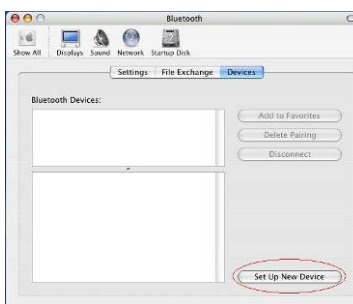 Bluetooth
Show All Displays Sound Network Startup Disk
Settings File Exchange Devices
Bluetooth Devices:
Add to Favorites
Delete Pairing
Disconnect
Set Up New Device